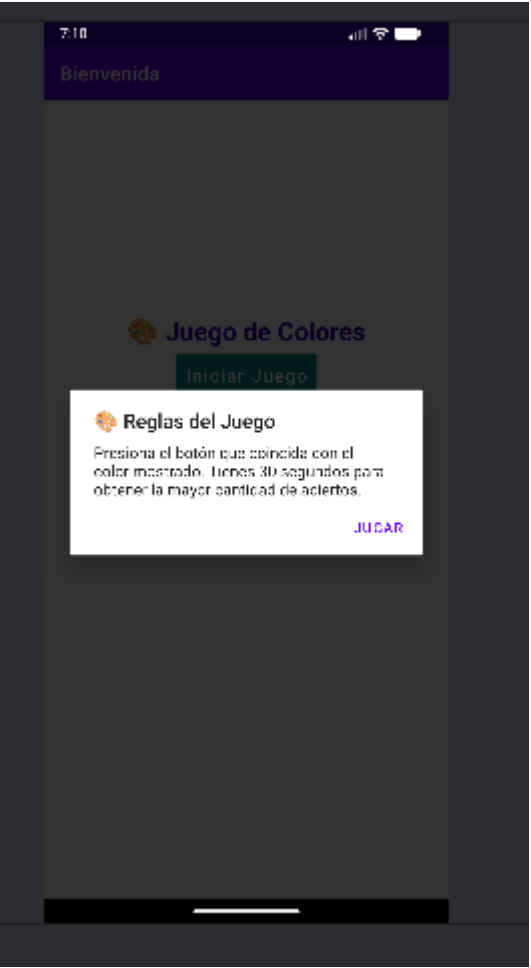 7:10
Bienvenida
🎨 Juego de Colores
Iniciar Juego
🎨 Reglas del Juego
Presiona el botón que coincida con el
color mostrado. Tienes 30 segundos para
obtener la mayor cantidad de aciertos.
JUGAR